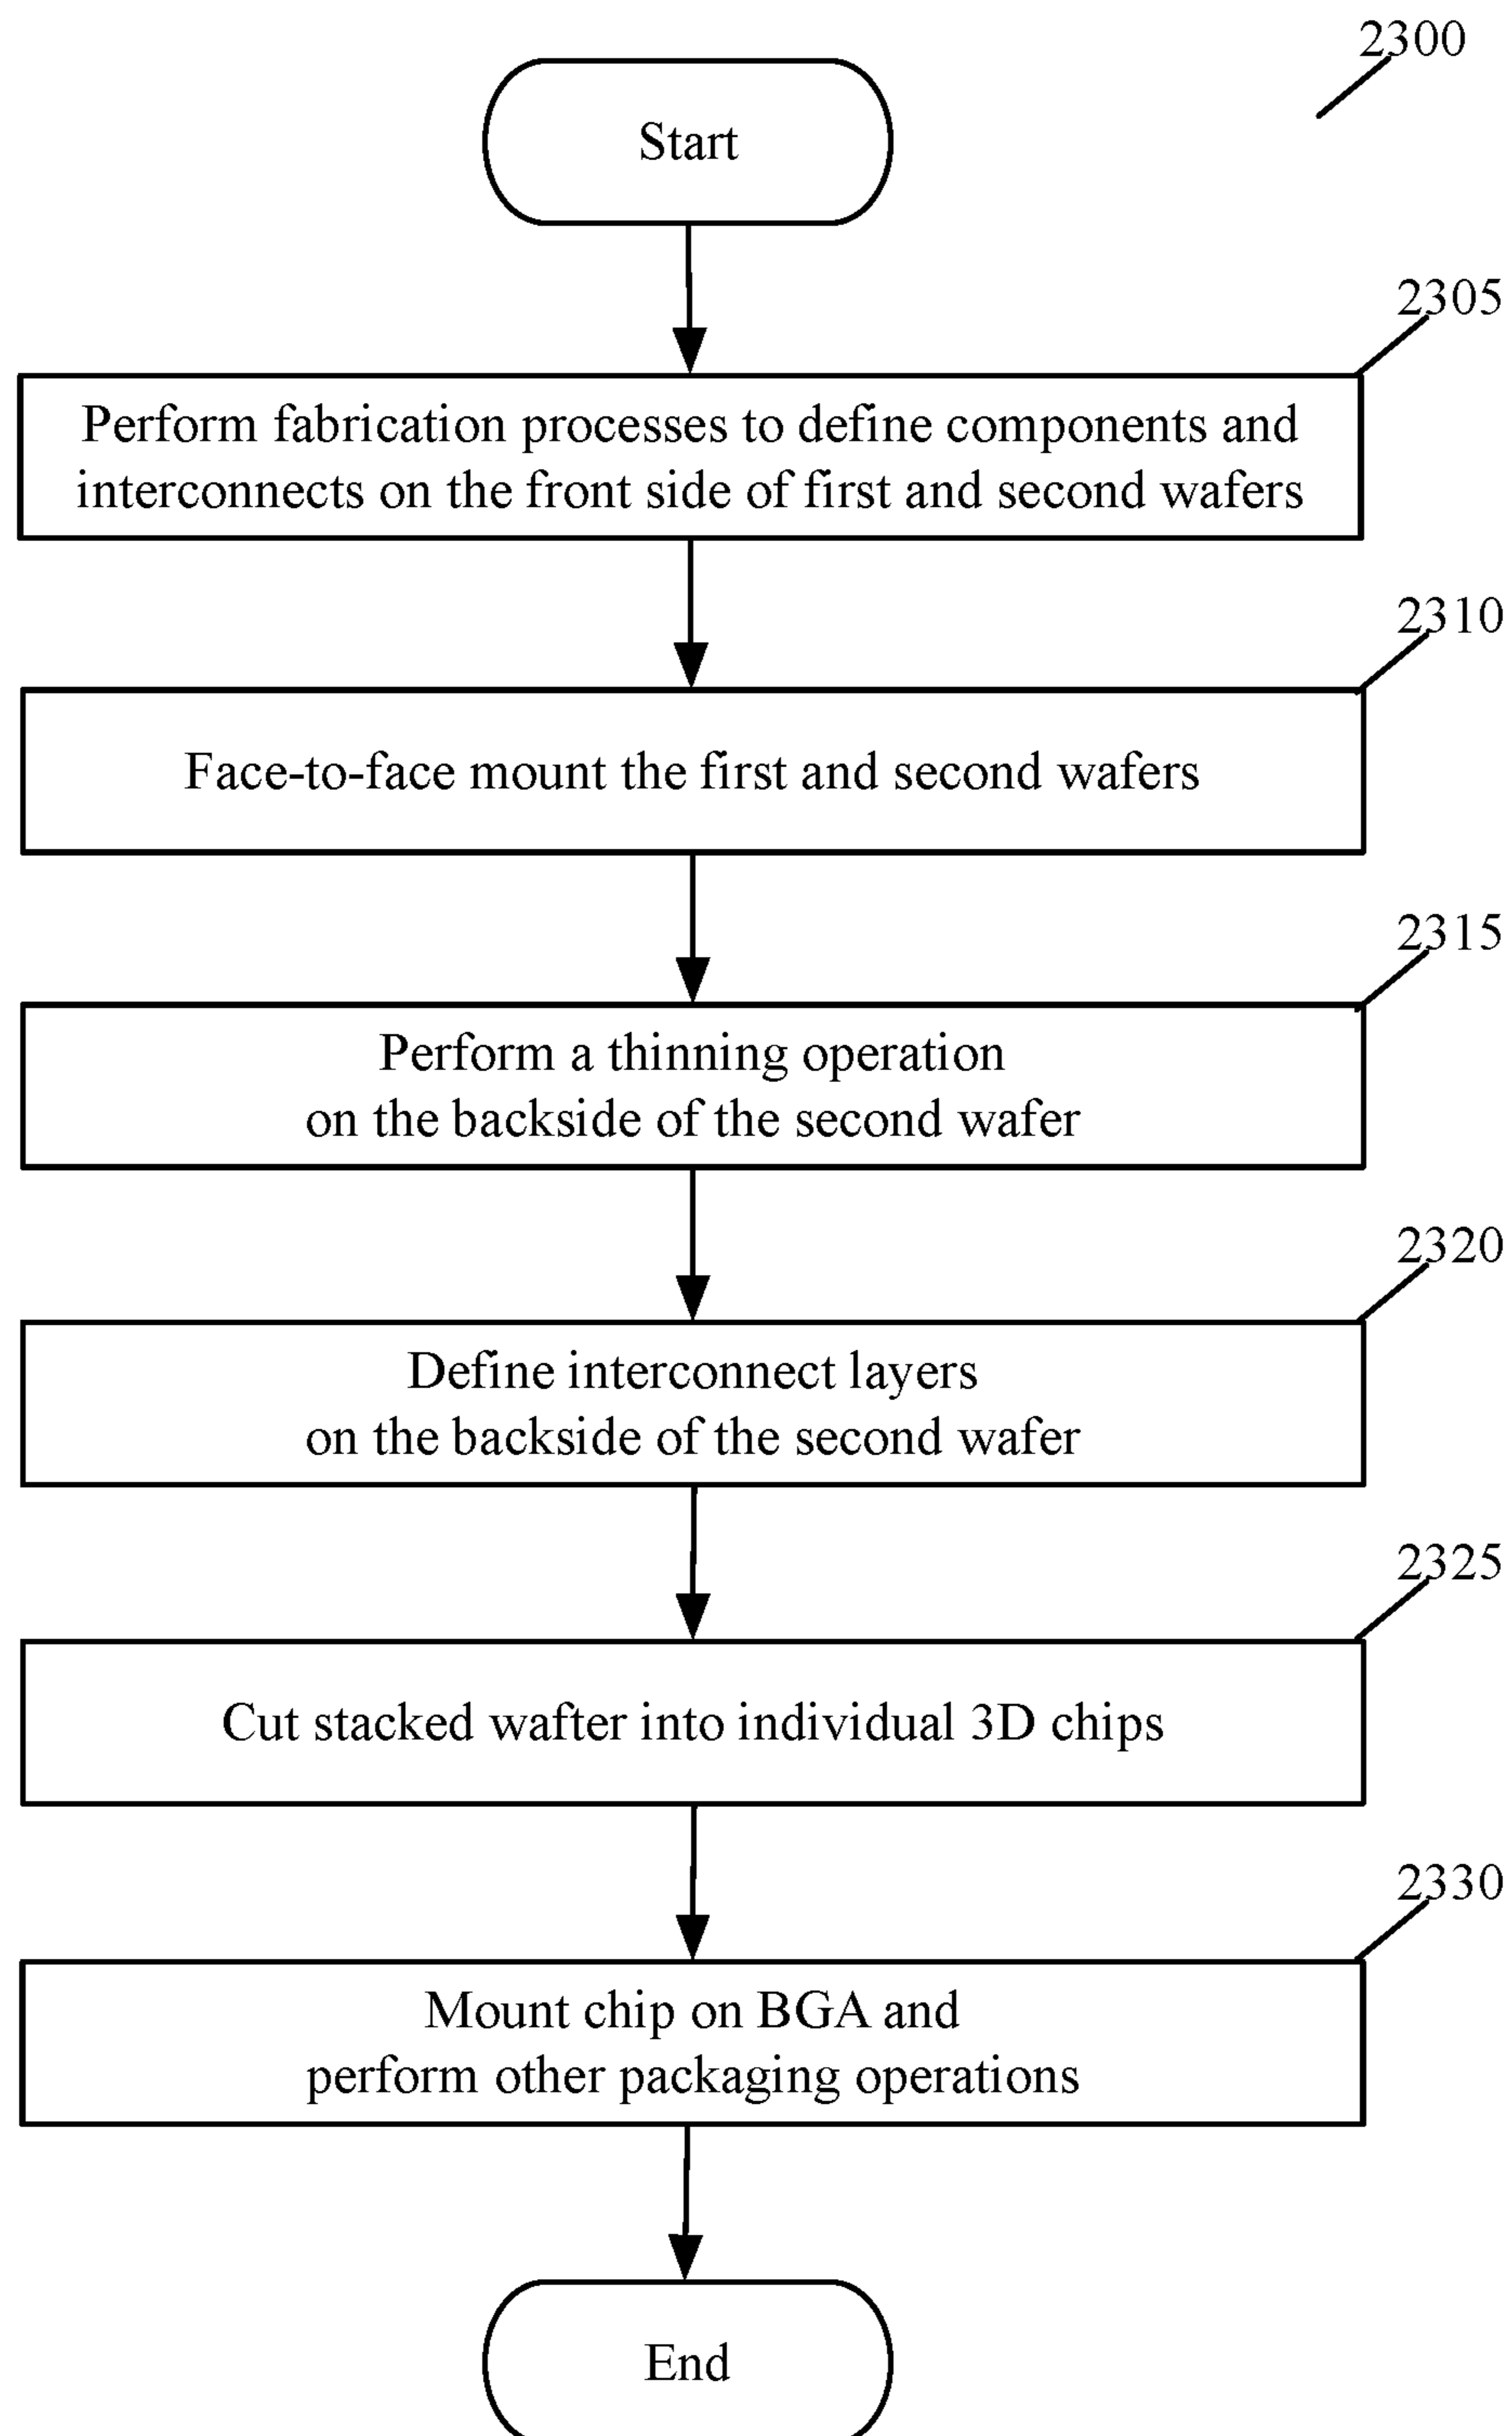 2300
Start
2305
Perform fabrication processes to define components and
interconnects on the front side of first and second wafers
2310
Face-to-face mount the first and second wafers
2315
Perform a thinning operation
on the backside of the second wafer
2320
Define interconnect layers
on the backside of the second wafer
2325
Cut stacked wafter into individual 3D chips
2330
Mount chip on BGA and
perform other packaging operations
End